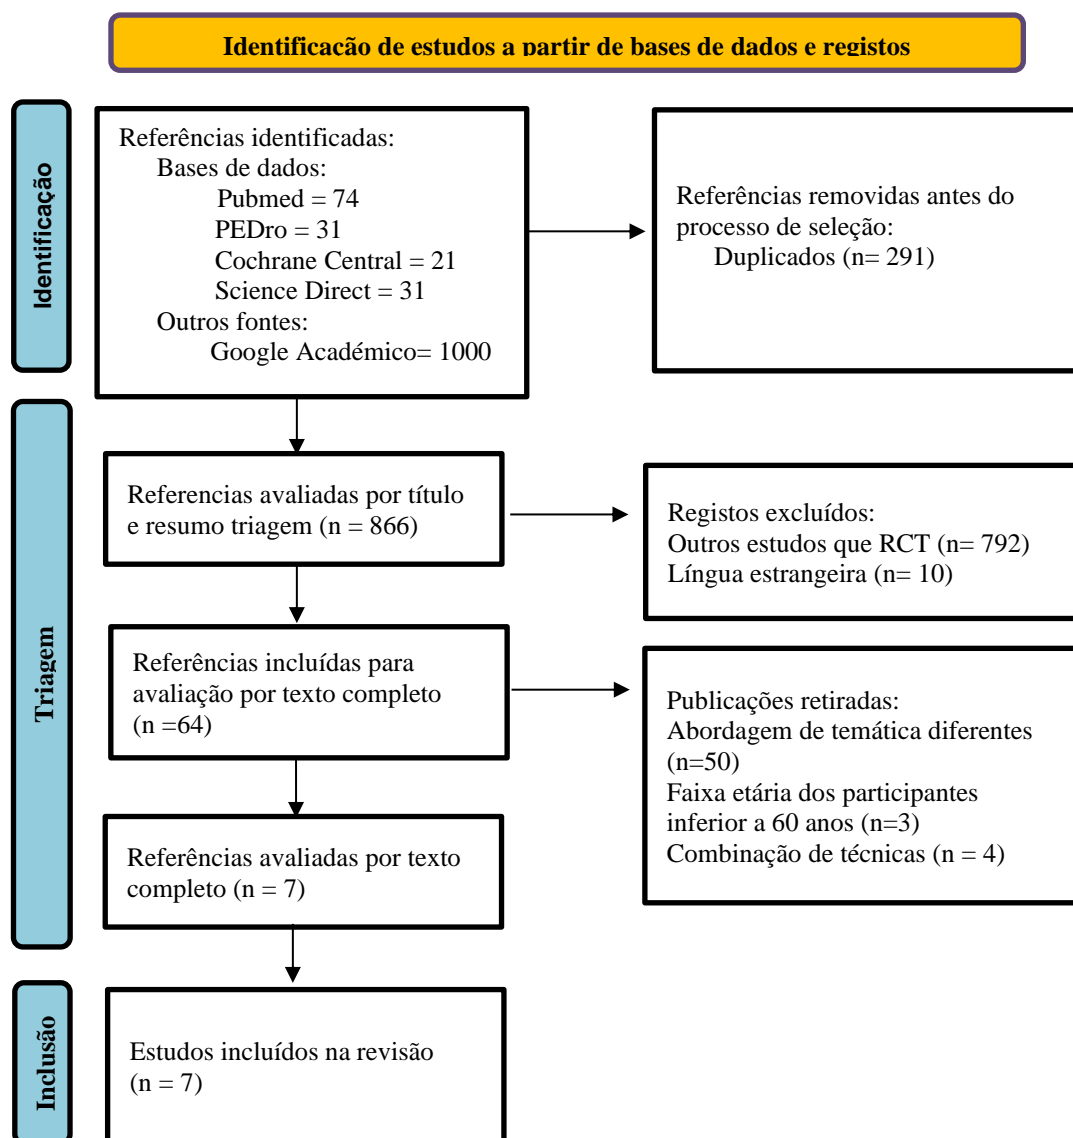 Identificação de estudos a partir de bases de dados e registos
Identificação
Referências identificadas:
Bases de dados:
Pubmed = 74
PEDro = 31
Cochrane Central = 21
Science Direct = 31
Outros fontes:
Google Académico= 1000
Referências removidas antes do
processo de seleção:
Duplicados (n= 291)
Triagem
Referencias avaliadas por título
e resumo triagem (n = 866)
Registos excluídos:
Outros estudos que RCT (n= 792)
Língua estrangeira (n= 10)
Referências incluídas para
avaliação por texto completo
(n =64)
Publicações retiradas:
Abordagem de temática diferentes
(n=50)
Faixa etária dos participantes
inferior a 60 anos (n=3)
Combinação de técnicas (n = 4)
Referências avaliadas por texto
completo (n = 7)
Inclusão
Estudos incluídos na revisão
(n = 7)